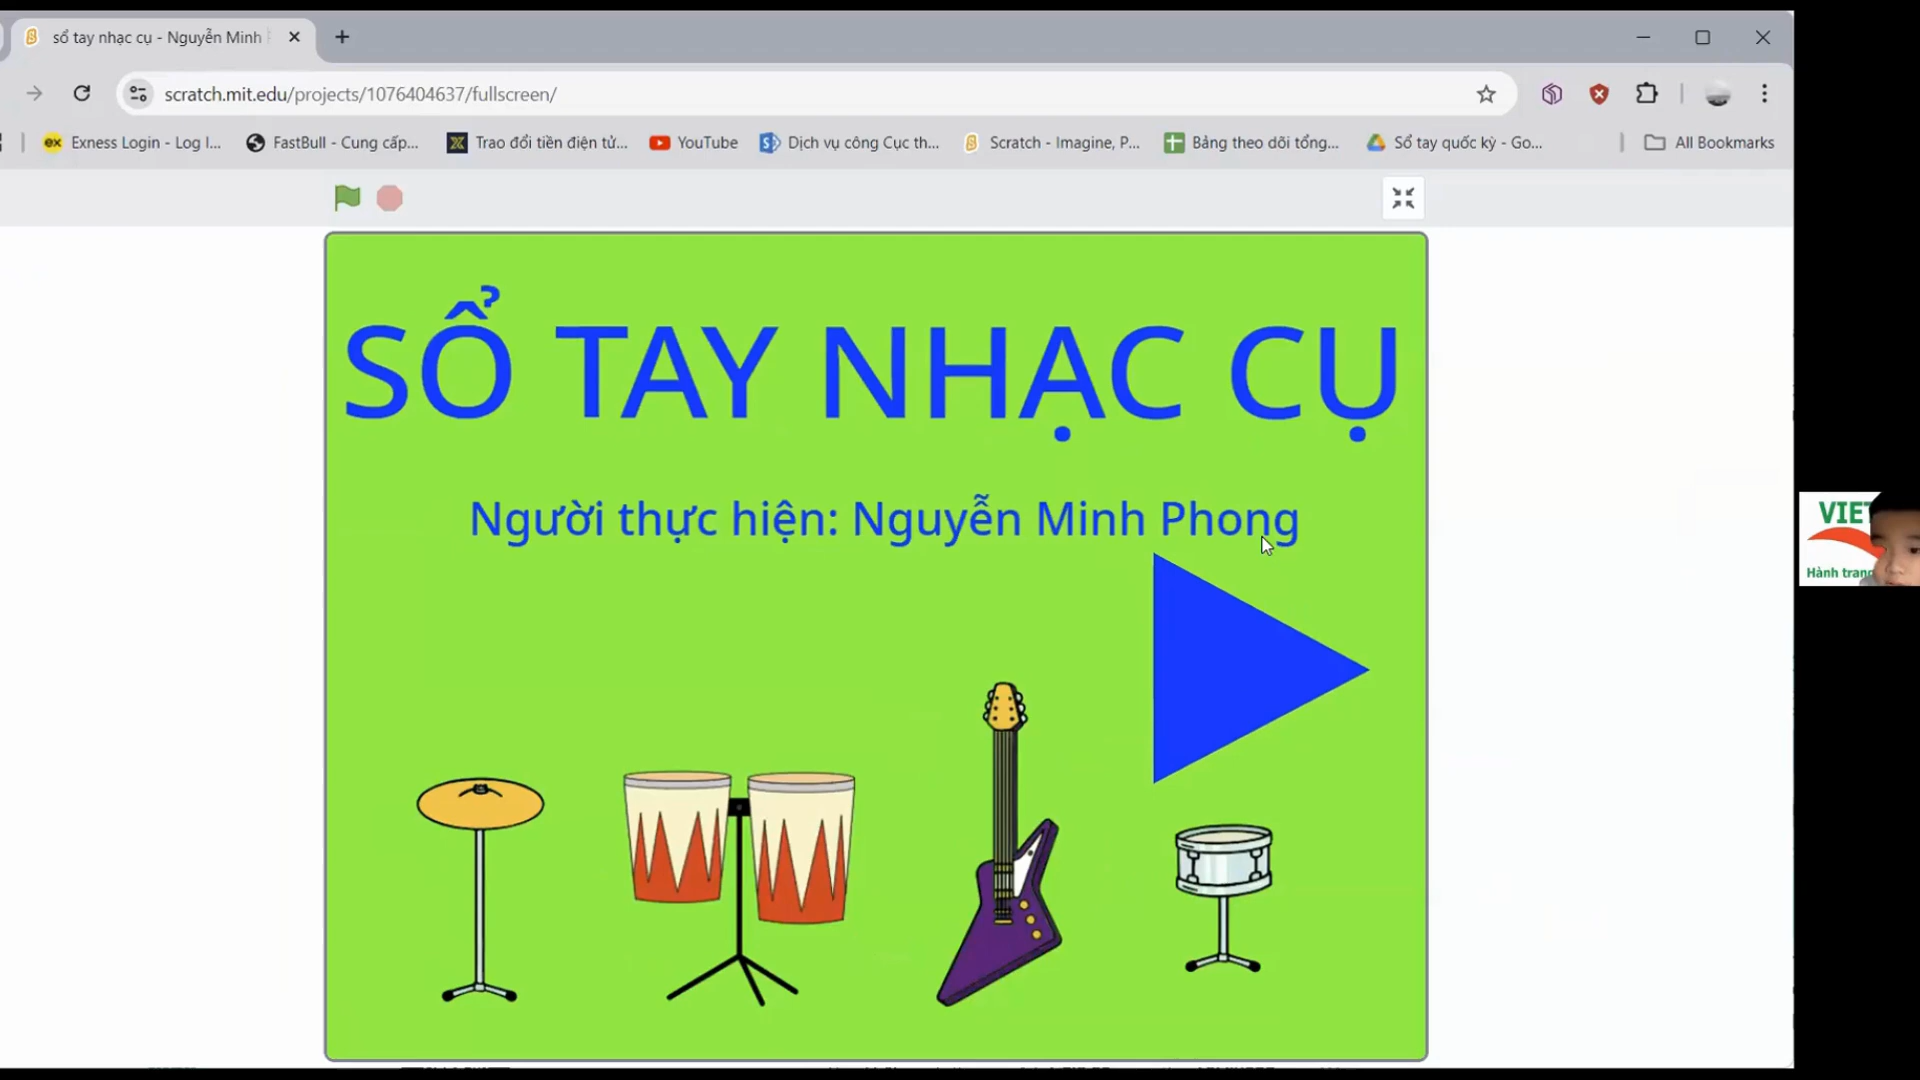 sổ tay nhạc cụ - Nguyễn Minh
scratch.mit.edu/projects/1076404637/fullscreen/
Exness Login - Log I...
FastBull - Cung cấp...
Trao đổi tiền điện tử...
YouTube
Dịch vụ công Cục th...
Scratch - Imagine, P...
Bảng theo dõi tổng...
Sổ tay quốc kỳ - Go...
All Bookmarks
SỔ TAY NHẠC CỤ
Người thực hiện: Nguyễn Minh Phong
VIET
Hành trang